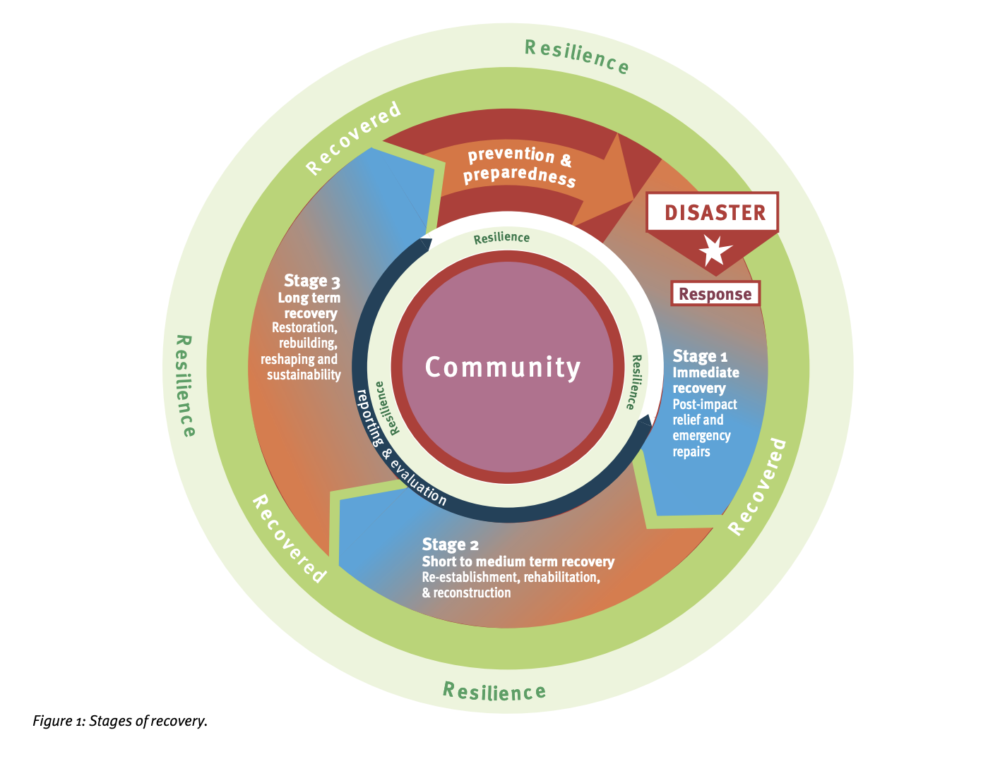 Resilience
Recovered
prevention &
preparedness
DISASTER
Response
Resilience
Stage 3
Long term
recovery
Restoration,
rebuilding,
reshaping and
sustainability
Community
Resilience
Stage 1
Immediate
recovery
Post-impact
relief and
emergency
repairs
Resilience
Resilience
reporting & evaluation
Recovered
Recovered
Stage 2
Short to medium term recovery
Re-establishment, rehabilitation,
& reconstruction
Resilience
Figure 1: Stages of recovery.